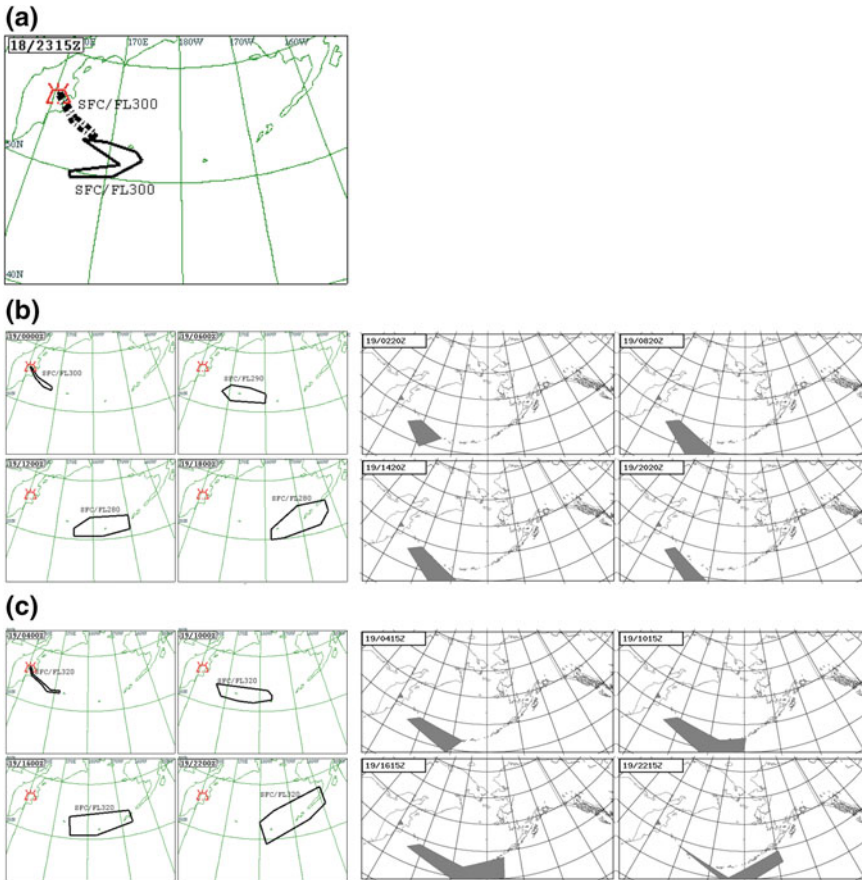 (a)
18/2315Z
170E 180W 170W 160W
SFC/FL300
50N
SFC/FL300
40N
(b)
19/0000Z 19/0600Z 19/0220Z 19/0820Z
SFC/FL300 SFC/FL290
19/1200Z 19/1800Z 19/1420Z 19/2020Z
SFC/FL280 SFC/FL280
(c)
19/0400Z 19/1000Z 19/0415Z 19/1015Z
SFC/FL320 SFC/FL320
19/1600Z 19/2200Z 19/1615Z 19/2215Z
SFC/FL320 SFC/FL320